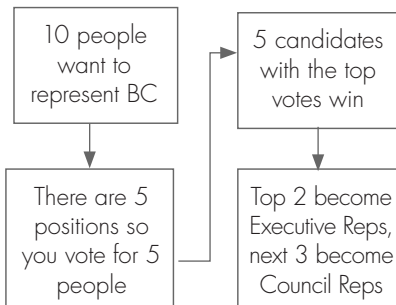 10 people
want to
represent BC
There are 5
positions so
you vote for 5
people
5 candidates
with the top
votes win
Top 2 become
Executive Reps,
next 3 become
Council Reps